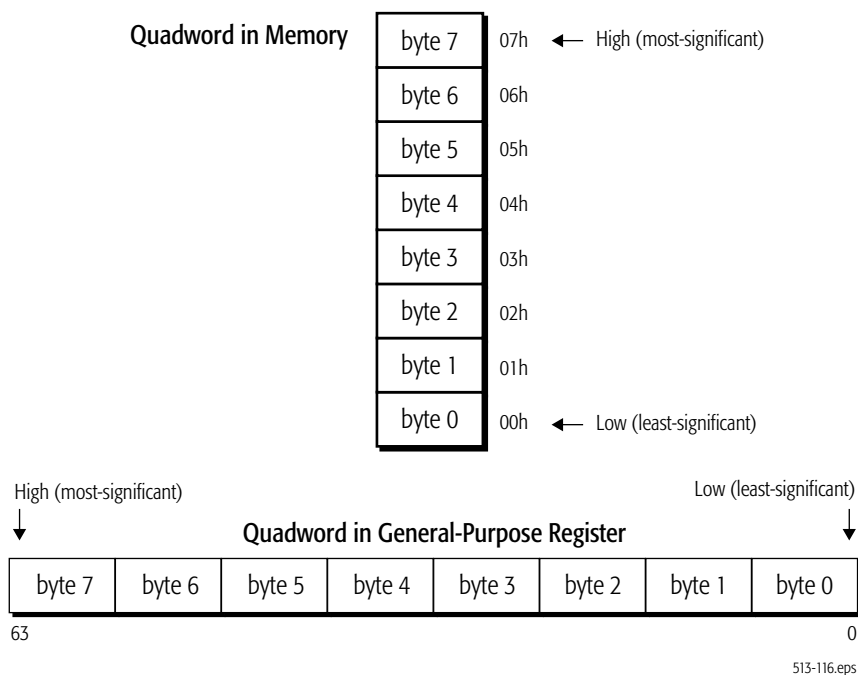 Quadword in Memory
byte 7 07h High (most-significant)
byte 6 06h
byte 5 05h
byte 4 04h
byte 3 03h
byte 2 02h
byte 1 01h
byte 0 00h Low (least-significant)
High (most-significant) Low (least-significant)
Quadword in General-Purpose Register
byte 7 byte 6 byte 5 byte 4 byte 3 byte 2 byte 1 byte 0
63 0
513-116.eps